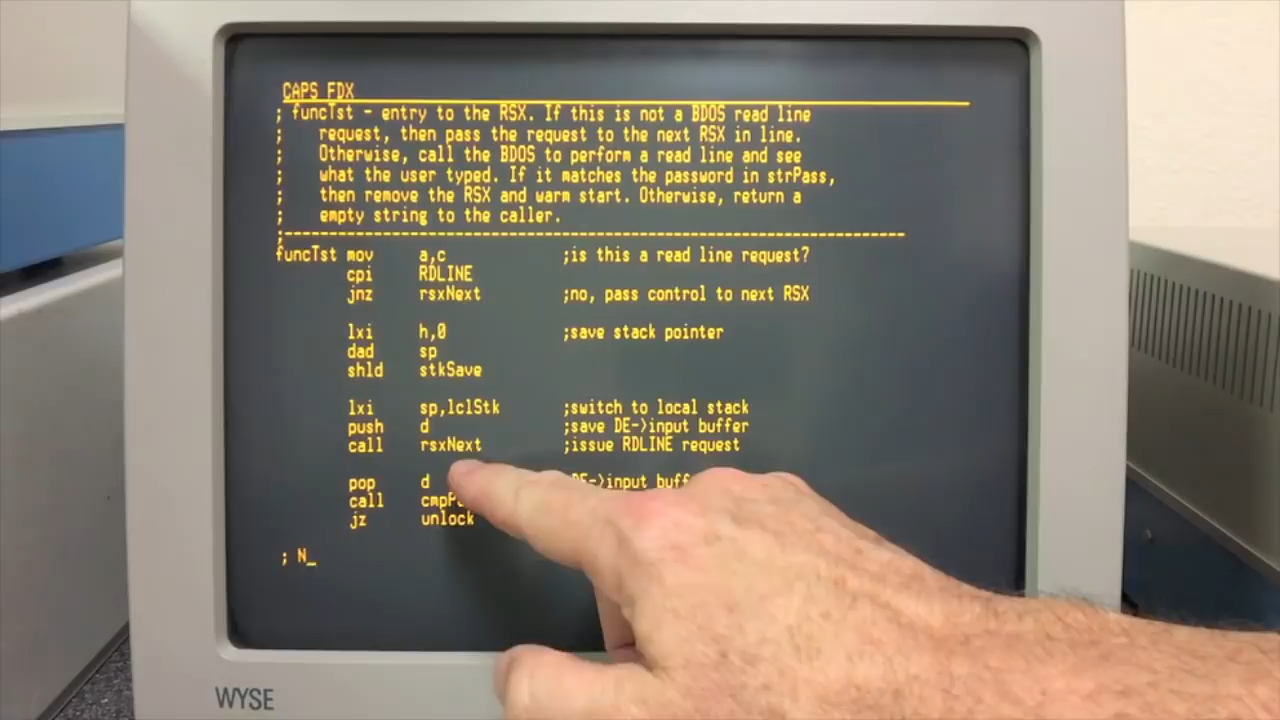 CAPS FDX
; funcTst - entry to the RSX. If this is not a BDOS read line
; request, then pass the request to the next RSX in line.
; Otherwise, call the BDOS to perform a read line and see
; what the user typed. If it matches the password in strPass,
; then remove the RSX and warm start. Otherwise, return a
; empty string to the caller.
;----------------------------------------------------------------------
funcTst mov a,c ;is this a read line request?
cpi RDLINE
jnz rsxNext ;no, pass control to next RSX
lxi h,0 ;save stack pointer
dad sp
shld stkSave
lxi sp,lclStk ;switch to local stack
push d ;save DE->input buffer
call rsxNext ;issue RDLINE request
pop d DE->input
call
jz unlock
; N_
WYSE